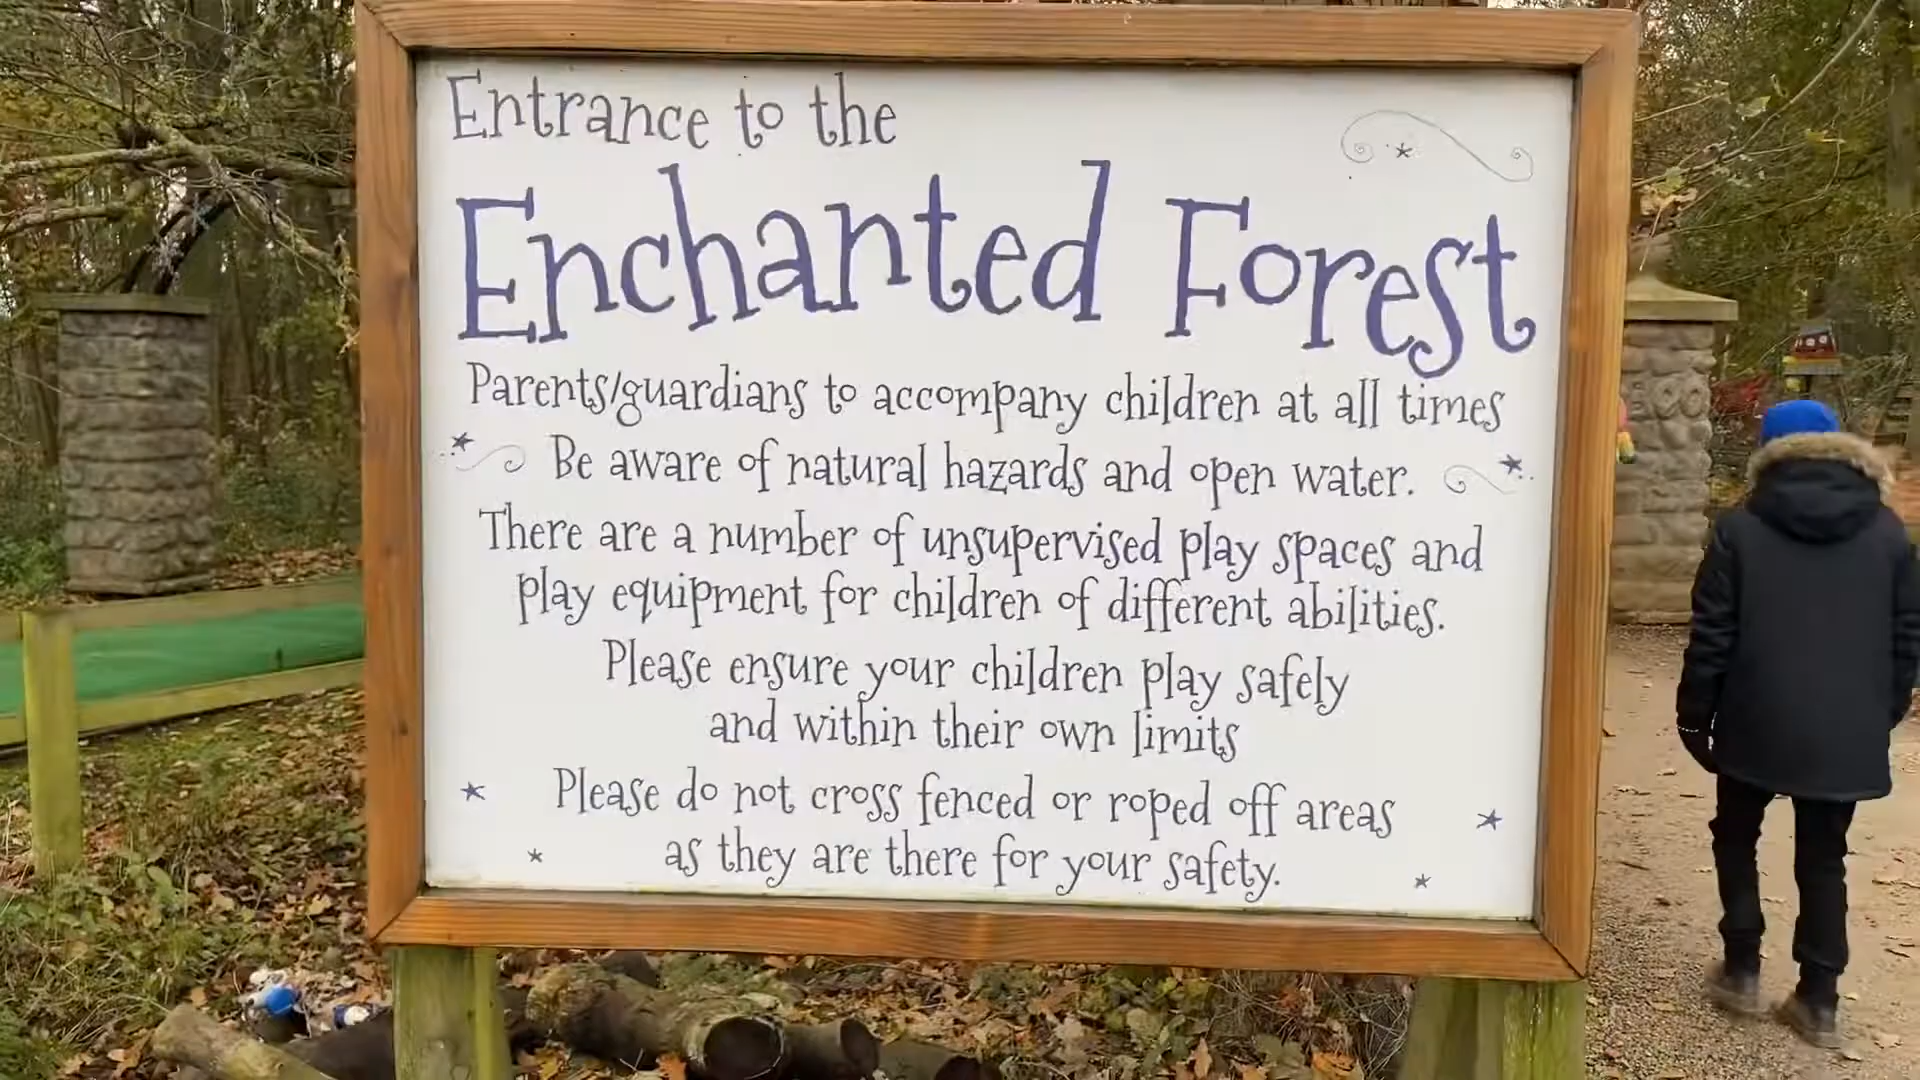 Entrance to the
Enchanted Forest
Parents/guardians to accompany children at all times
Be aware of natural hazards and open water.
There are a number of unsupervised play spaces and
play equipment for children of different abilities.
Please ensure your children play safely
and within their own limits
Please do not cross fenced or roped off areas
as they are there for your safety.